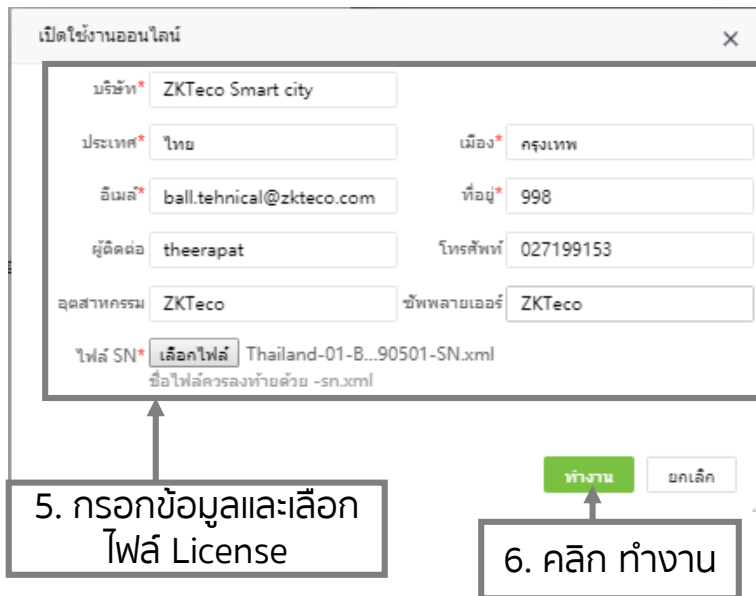 เปิดใช้งานออนไลน์
บริษัท* ZKTeco Smart city
ประเทศ* ไทย เมือง* กรุงเทพ
อีเมล์* ball.tehnical@zkteco.com ที่อยู่* 998
ผู้ติดต่อ theerapat โทรศัพท์ 027199153
อุตสาหกรรม ZKTeco ซัพพลายเออร์ ZKTeco
ไฟล์ SN* เลือกไฟล์ Thailand-01-B...90501-SN.xml
ชื่อไฟล์ควรลงท้ายด้วย -sn.xml
ทำงาน ยกเลิก
5. กรอกข้อมูลและเลือก
ไฟล์ License
6. คลิก ทำงาน